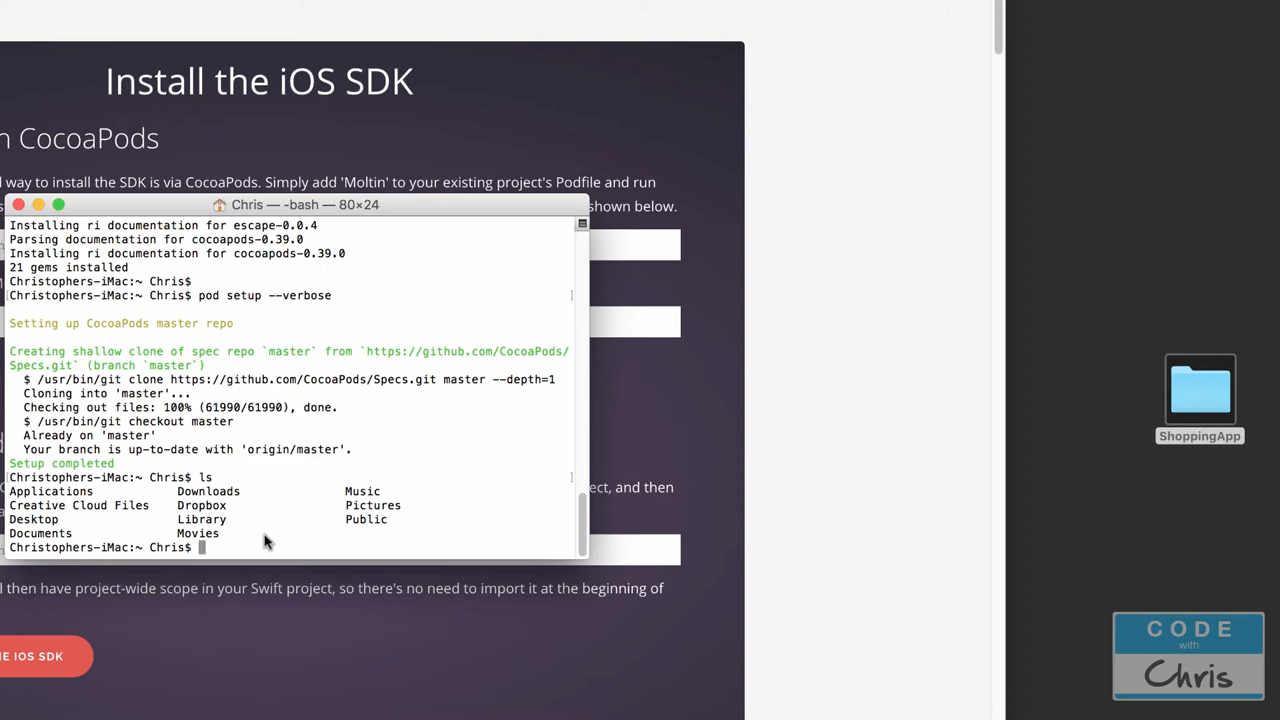 Install the iOS SDK
n CocoaPods
way to install the SDK is via CocoaPods. Simply add 'Moltin' to your existing project's Podfile and run
shown below.
Chris — -bash — 80×24
Installing ri documentation for escape-0.0.4
Parsing documentation for cocoapods-0.39.0
Installing ri documentation for cocoapods-0.39.0
21 gems installed
Christophers-iMac:~ Chris$
[Christophers-iMac:~ Chris$ pod setup --verbose ]
Setting up CocoaPods master repo
Creating shallow clone of spec repo `master` from `https://github.com/CocoaPods/
Specs.git` (branch `master`)
$ /usr/bin/git clone https://github.com/CocoaPods/Specs.git master --depth=1
Cloning into 'master'...
Checking out files: 100% (61990/61990), done.
$ /usr/bin/git checkout master
Already on 'master'
Your branch is up-to-date with 'origin/master'.
Setup completed
[Christophers-iMac:~ Chris$ ls ]
Applications Downloads Music
Creative Cloud Files Dropbox Pictures
Desktop Library Public
Documents Movies
Christophers-iMac:~ Chris$
ect, and then
then have project-wide scope in your Swift project, so there's no need to import it at the beginning of
E IOS SDK
ShoppingApp
CODE
with
Chris